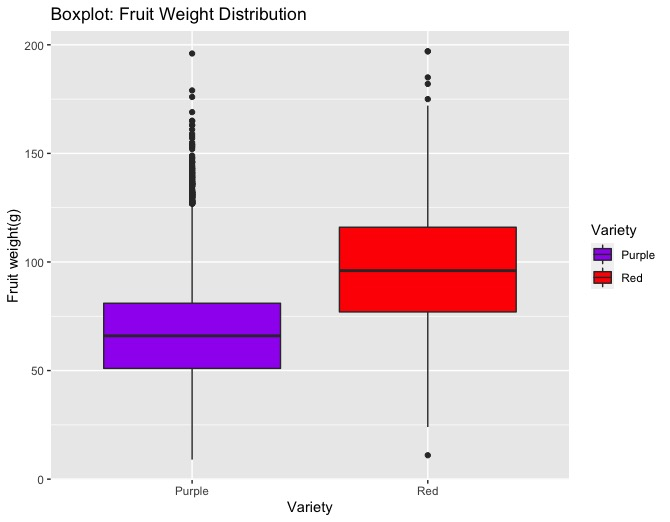 Boxplot: Fruit Weight Distribution
200
150
100
50
0
Fruit weight(g)
Purple
Red
Variety
Variety
Purple
Red